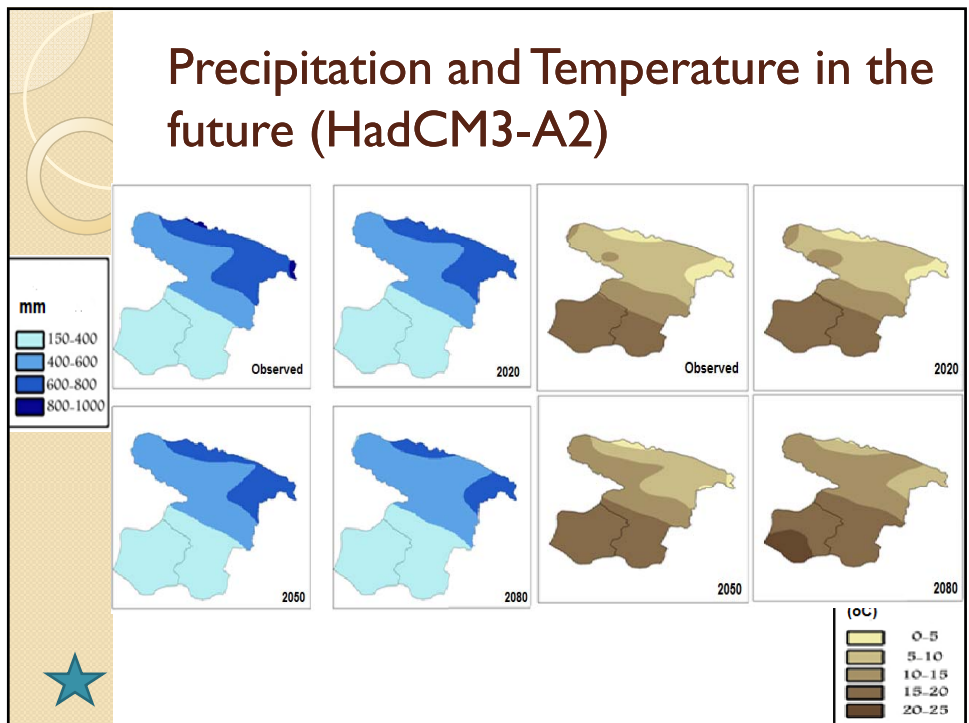 Precipitation and Temperature in the
future (HadCM3-A2)
mm
150-400
400-600
600-800
800-1000
Observed
2020
Observed
2020
2050
2080
2050
2080
(oC)
0-5
5-10
10-15
15-20
20-25